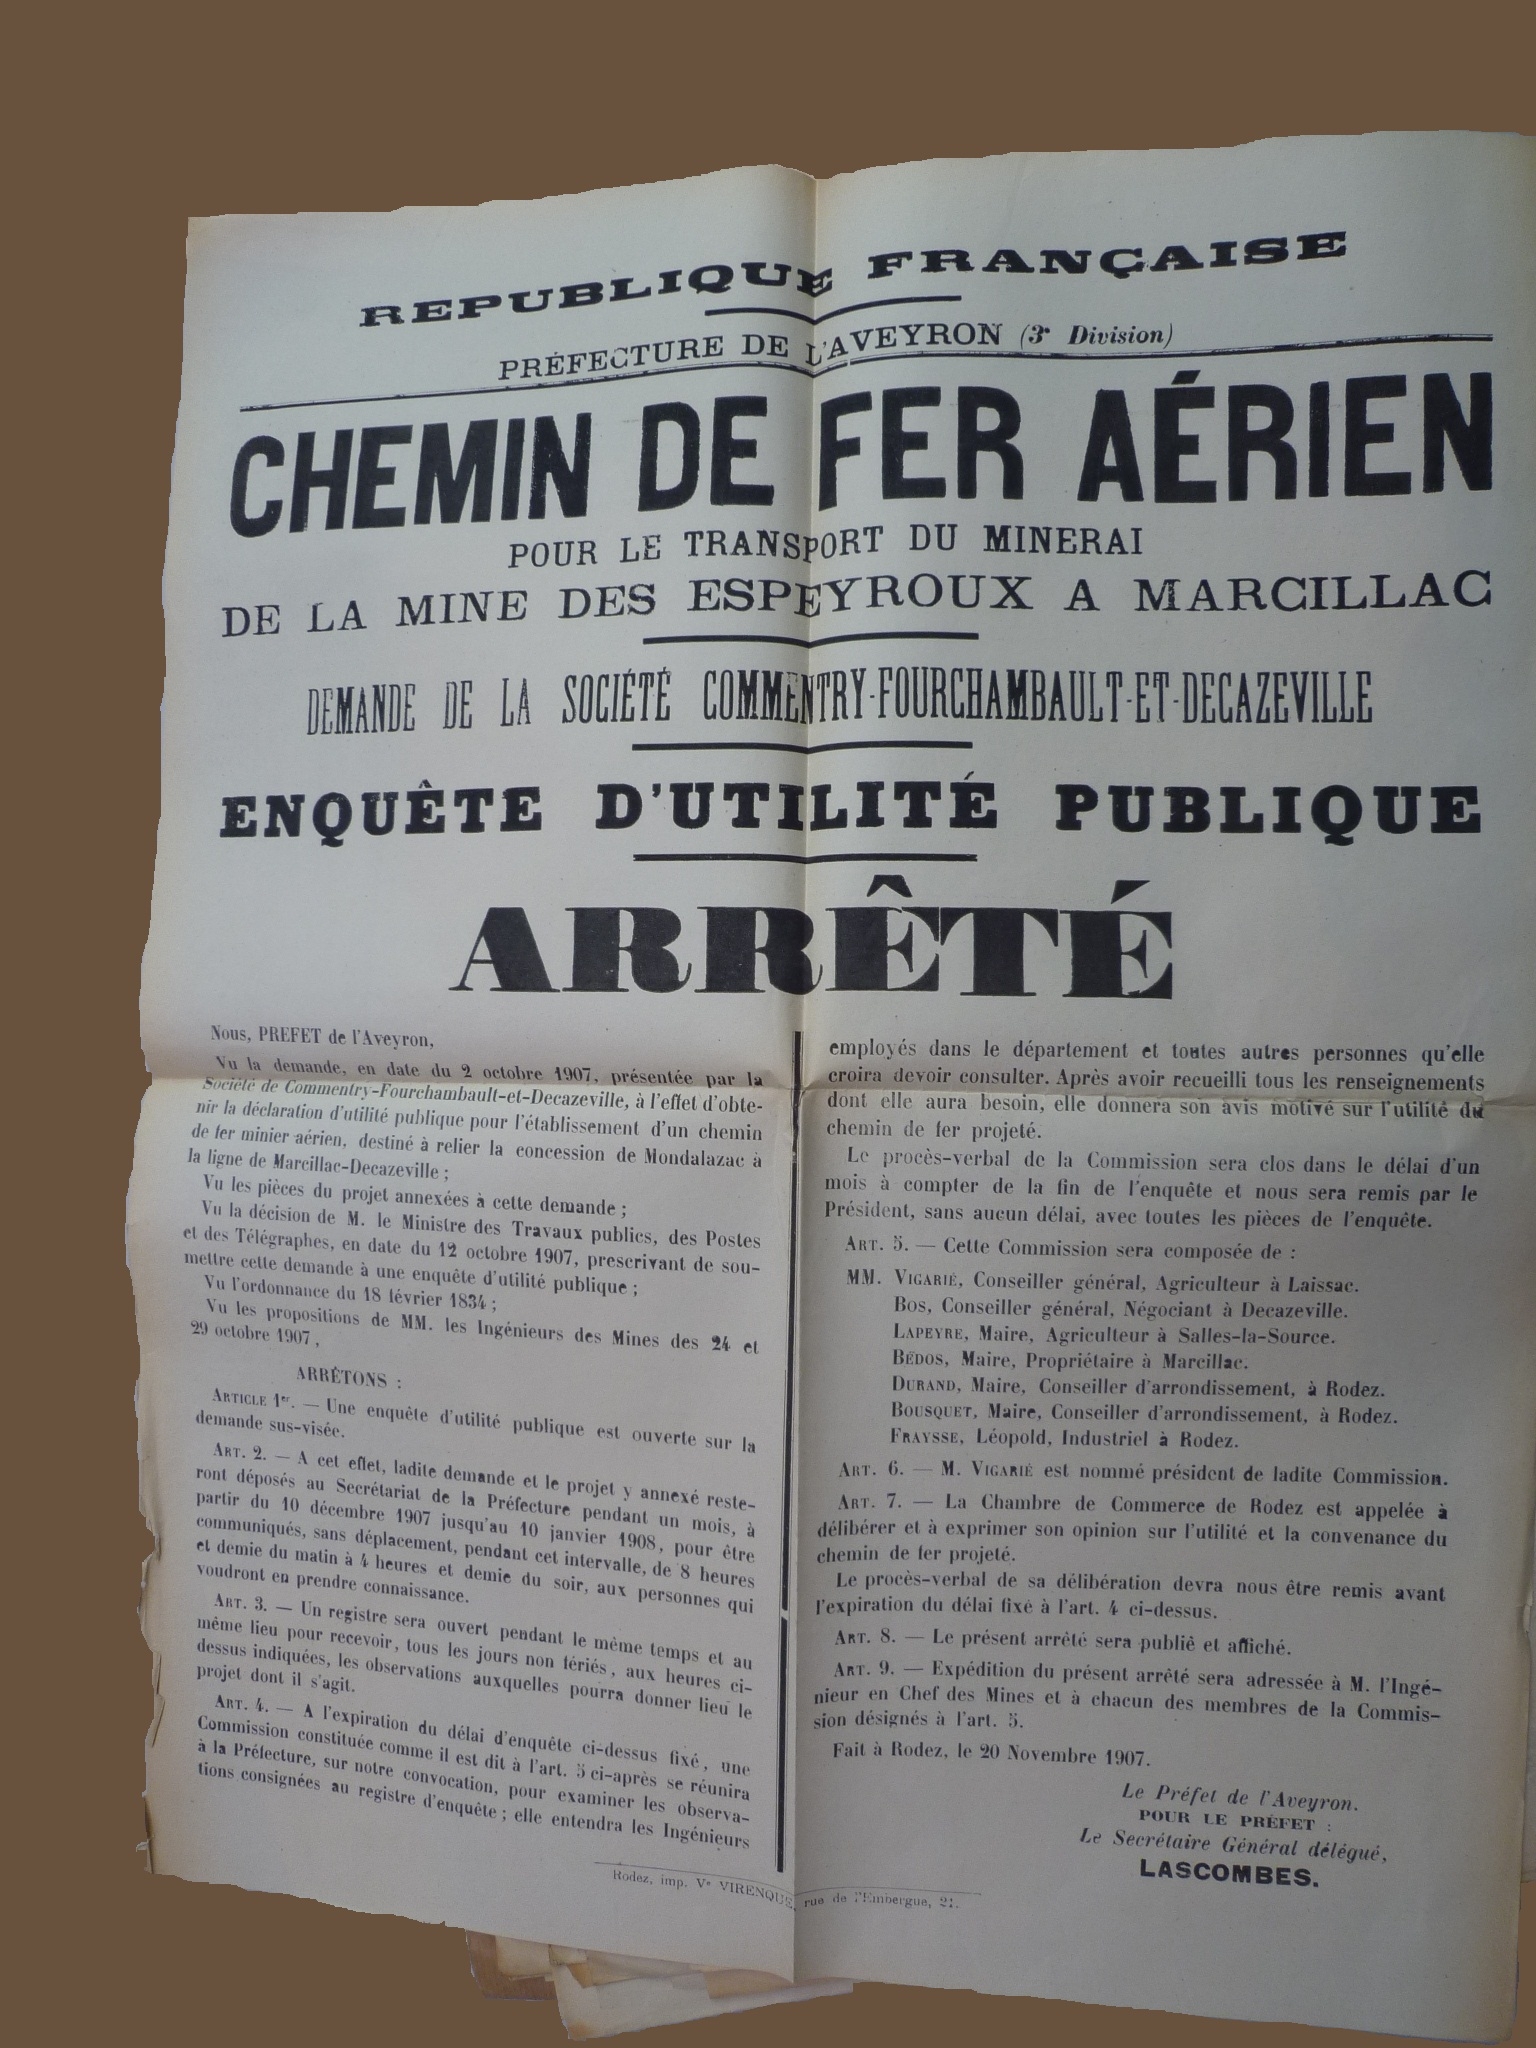 REPUBLIQUE FRANÇAISE
PRÉFECTURE DE L'AVEYRON (3e Division)
CHEMIN DE FER AÉRIEN
POUR LE TRANSPORT DU MINERAI
DE LA MINE DES ESPEYROUX A MARCILLAC
DEMANDE DE LA SOCIÉTÉ COMMENTRY-FOURCHAMBAULT-ET-DECAZEVILLE
ENQUÊTE D'UTILITÉ PUBLIQUE
ARRÊTÉ
Nous, PREFET de l'Aveyron,
Vu la demande, en date du 2 octobre 1907, présentée par la
Société de Commentry-Fourchambault-et-Decazeville, à l'effet d'obte-
nir la déclaration d'utilité publique pour l'établissement d'un chemin
de fer minier aérien, destiné à relier la concession de Mondalazac à
la ligne de Marcillac-Decazeville ;
Vu les pièces du projet annexées à cette demande ;
Vu la décision de M. le Ministre des Travaux publics, des Postes
et des Télégraphes, en date du 12 octobre 1907, prescrivant de sou-
mettre cette demande à une enquête d'utilité publique ;
Vu l'ordonnance du 18 février 1834 ;
Vu les propositions de MM. les Ingénieurs des Mines des 24 et
29 octobre 1907,
ARRÊTONS :
ARTICLE 1er. — Une enquête d'utilité publique est ouverte sur la
demande sus-visée.
ART. 2. — A cet effet, ladite demande et le projet y annexé reste-
ront déposés au Secrétariat de la Préfecture pendant un mois, à
partir du 10 décembre 1907 jusqu'au 10 janvier 1908, pour être
communiqués, sans déplacement, pendant cet intervalle, de 8 heures
et demie du matin à 4 heures et demie du soir, aux personnes qui
voudront en prendre connaissance.
ART. 3. — Un registre sera ouvert pendant le même temps et au
même lieu pour recevoir, tous les jours non fériés, aux heures ci-
dessus indiquées, les observations auxquelles pourra donner lieu le
projet dont il s'agit.
ART. 4. — A l'expiration du délai d'enquête ci-dessus fixé, une
Commission constituée comme il est dit à l'art. 5 ci-après se réunira
à la Préfecture, sur notre convocation, pour examiner les observa-
tions consignées au registre d'enquête ; elle entendra les Ingénieurs
employés dans le département et toutes autres personnes qu'elle
croira devoir consulter. Après avoir recueilli tous les renseignements
dont elle aura besoin, elle donnera son avis motivé sur l'utilité du
chemin de fer projeté.
Le procès-verbal de la Commission sera clos dans le délai d'un
mois à compter de la fin de l'enquête et nous sera remis par le
Président, sans aucun délai, avec toutes les pièces de l'enquête.
ART. 5. — Cette Commission sera composée de :
MM. VIGARIÉ, Conseiller général, Agriculteur à Laissac.
BOS, Conseiller général, Négociant à Decazeville.
LAPEYRE, Maire, Agriculteur à Salles-la-Source.
BÉDOS, Maire, Propriétaire à Marcillac.
DURAND, Maire, Conseiller d'arrondissement, à Rodez.
BOUSQUET, Maire, Conseiller d'arrondissement, à Rodez.
FRAYSSE, Léopold, Industriel à Rodez.
ART. 6. — M. VIGARIÉ est nommé président de ladite Commission.
ART. 7. — La Chambre de Commerce de Rodez est appelée à
délibérer et à exprimer son opinion sur l'utilité et la convenance du
chemin de fer projeté.
Le procès-verbal de sa délibération devra nous être remis avant
l'expiration du délai fixé à l'art. 4 ci-dessus.
ART. 8. — Le présent arrêté sera publié et affiché.
ART. 9. — Expédition du présent arrêté sera adressée à M. l'Ingé-
nieur en Chef des Mines et à chacun des membres de la Commis-
sion désignés à l'art. 5.
Fait à Rodez, le 20 Novembre 1907.
Le Préfet de l'Aveyron.
POUR LE PRÉFET :
Le Secrétaire Général délégué,
LASCOMBES.
Rodez, imp. Ve VIRENQUE, rue de l'Embergue, 21.